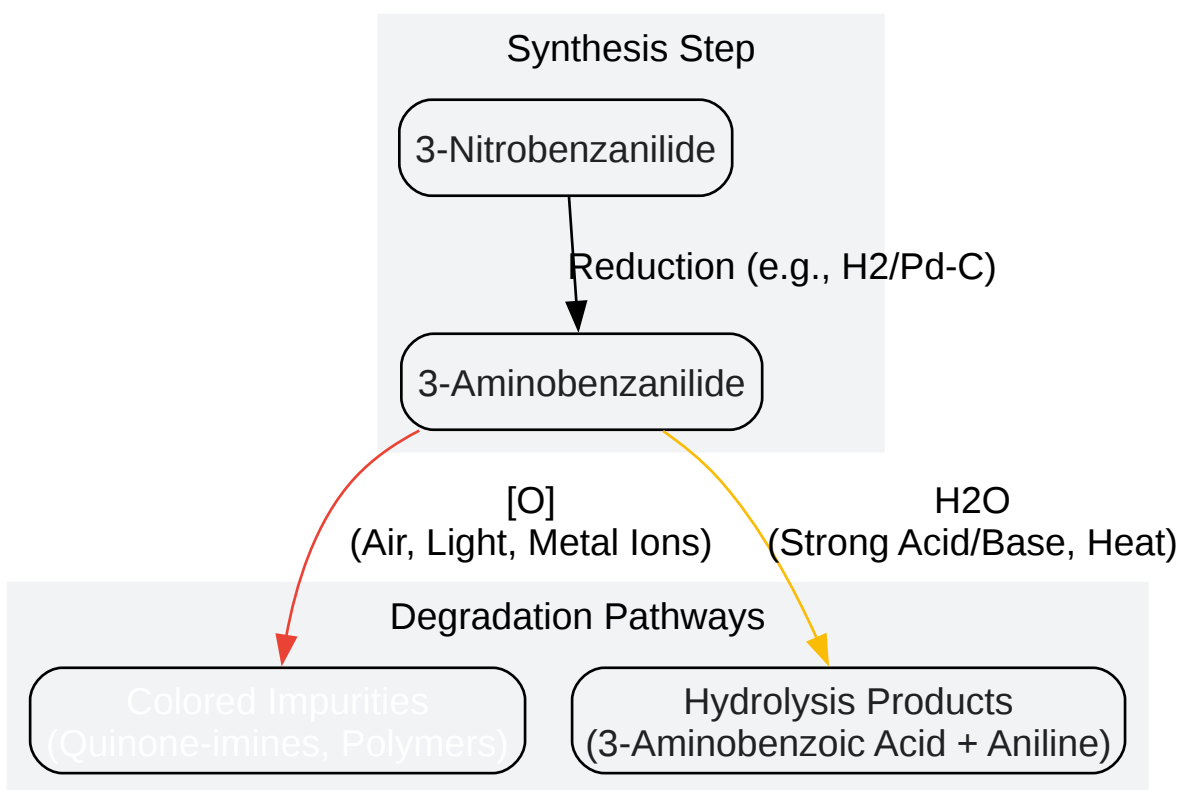 Synthesis Step
3-Nitrobenzanilide
Reduction (e.g., H2/Pd-C)
3-Aminobenzanilide
[O]
(Air, Light, Metal Ions)
H2O
(Strong Acid/Base, Heat)
Degradation Pathways
Colored Impurities
(Quinone-imines, Polymers)
Hydrolysis Products
(3-Aminobenzoic Acid + Aniline)